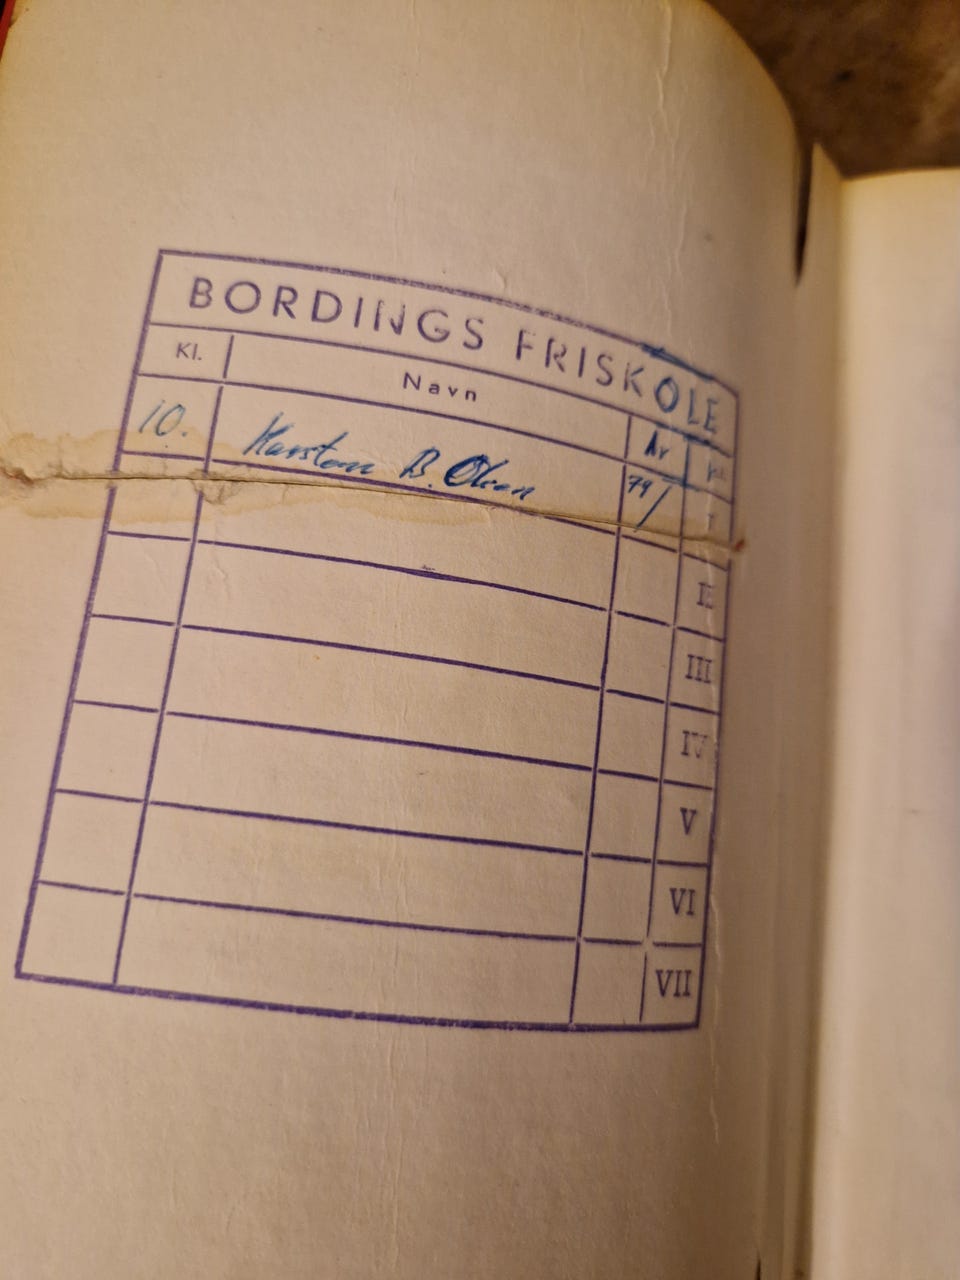 BORDINGS FRISKOLE
Kl. Navn År
10. Karsten B. Olsen 79/ I
II
III
IV
V
VI
VII